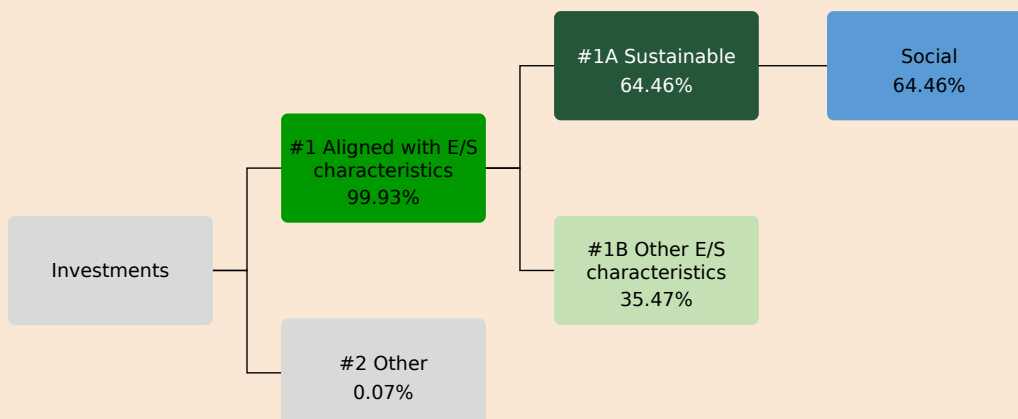 #1A Sustainable
64.46%
Social
64.46%
#1 Aligned with E/S
characteristics
99.93%
Investments
#1B Other E/S
characteristics
35.47%
#2 Other
0.07%